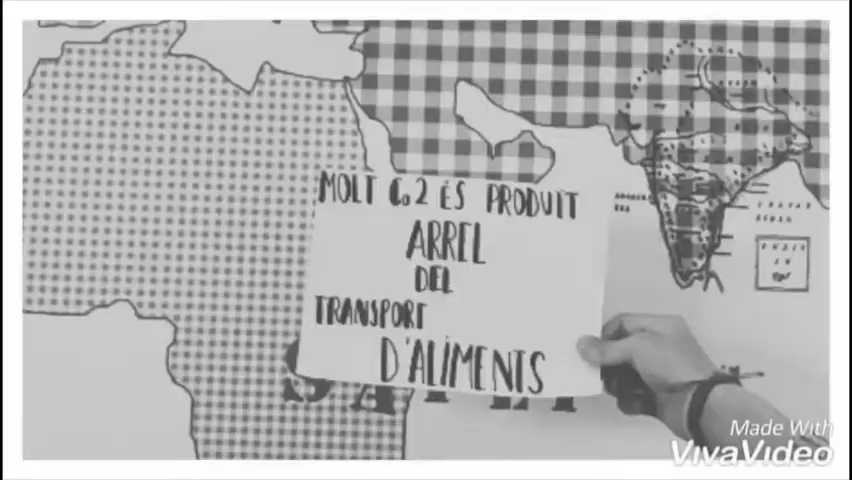 MOLT Co2 ÉS PRODUÏT
ARREL
DEL
TRANSPORT
D'ALIMENTS
Made With
VivaVideo